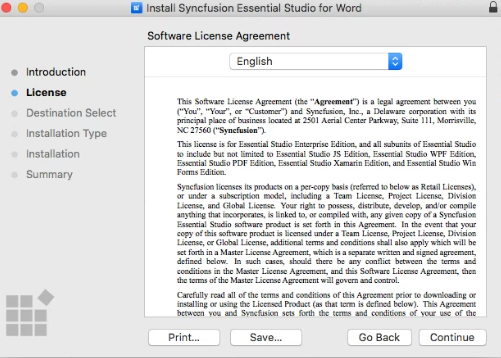 Install Syncfusion Essential Studio for Word
Software License Agreement
Introduction
License
Destination Select
Installation Type
Installation
Summary
English
This Software License Agreement (the “Agreement”) is a legal agreement between you
(“You”, “Your”, or “Customer”) and Syncfusion, Inc., a Delaware corporation with its
principal place of business located at 2501 Aerial Center Parkway, Suite 111, Morrisville,
NC 27560 (“Syncfusion”).
This license is for Essential Studio Enterprise Edition, and all subunits of Essential Studio
to include but not limited to Essential Studio JS Edition, Essential Studio WPF Edition,
Essential Studio PDF Edition, Essential Studio Xamarin Edition, and Essential Studio Win
Forms Edition.
Syncfusion licenses its products on a per-copy basis (referred to below as Retail Licenses),
or under a subscription model, including a Team License, Project License, Division
License, and Global License. Your right to possess, distribute, develop, and/or compile
anything that incorporates, is linked to, or compiled with, any given copy of a Syncfusion
Essential Studio software product is set forth in this Agreement. In the event that your
copy of this software product is licensed under a Team License, Project License, Division
License, or Global License, additional terms and conditions shall also apply which will be
set forth in a Master License Agreement, which is a separate written and signed agreement,
defined below. In such cases, should there be any conflict between the terms and
conditions in the Master License Agreement, and this Software License Agreement, then
the terms of the Master License Agreement will govern and control.
Carefully read all of the terms and conditions of this Agreement prior to downloading or
installing or using the Licensed Product (as that term is defined below). This Agreement
between you and Syncfusion sets forth the terms and conditions of your use of the
Print...
Save...
Go Back
Continue